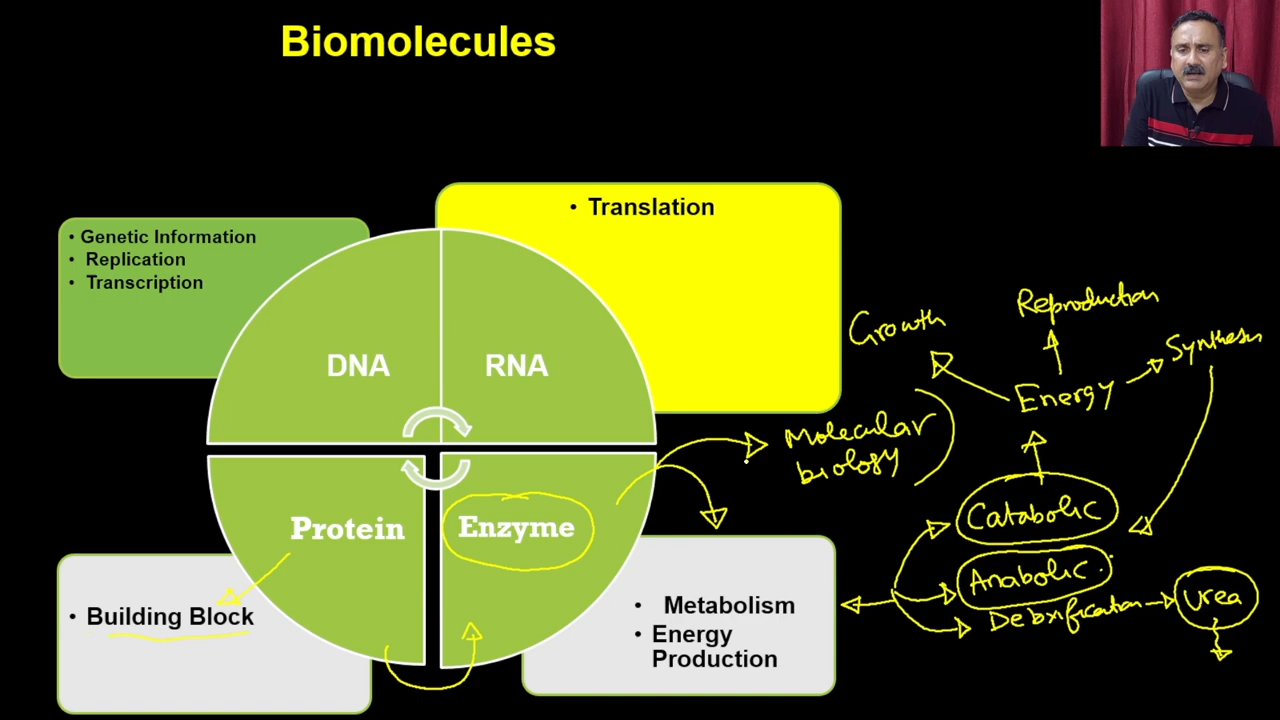 Biomolecules
• Translation
• Genetic Information
• Replication
• Transcription
DNA
RNA
Protein
Enzyme
• Building Block
• Metabolism
• Energy
Production
Growth
Reproduction
Synthesis
Energy
Molecular
biology
Catabolic
Anabolic
Detoxification
Urea